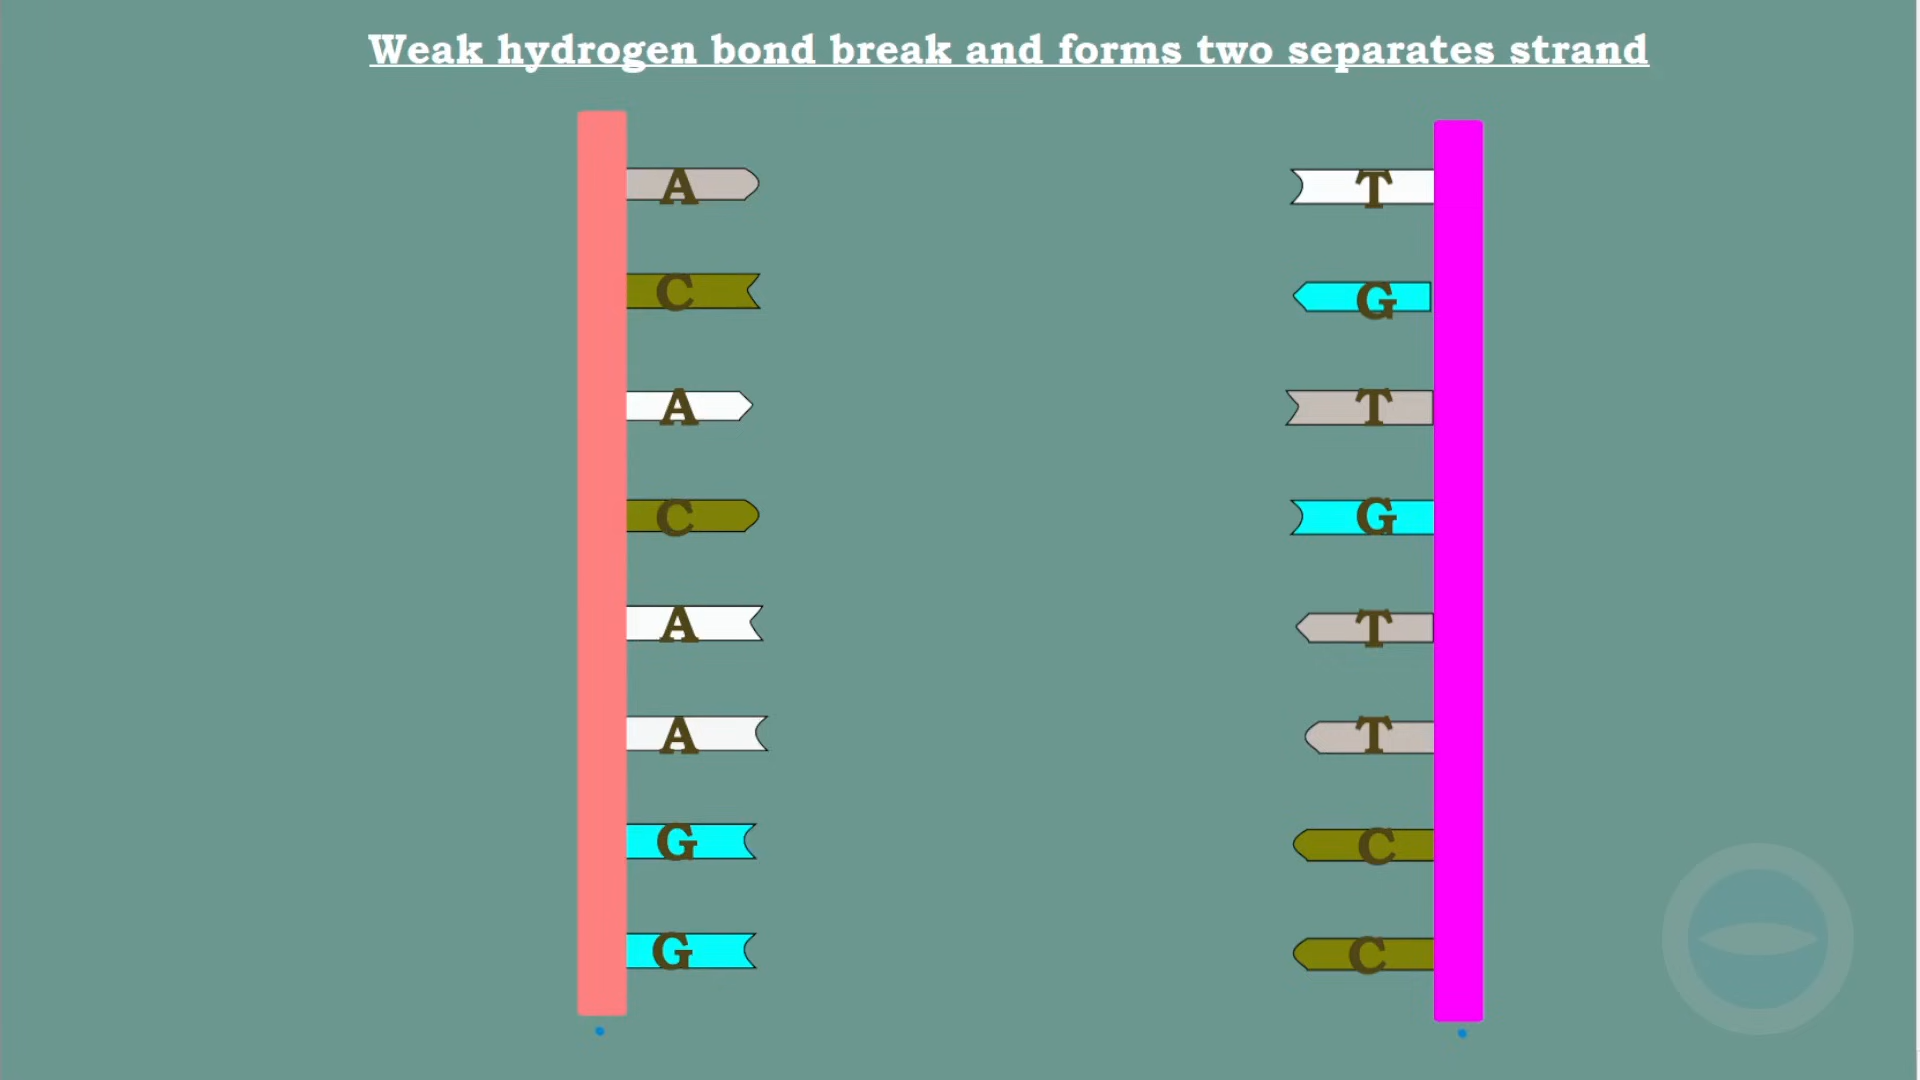 Weak hydrogen bond break and forms two separates strand
A T
C G
A T
C G
A T
A T
G C
G C